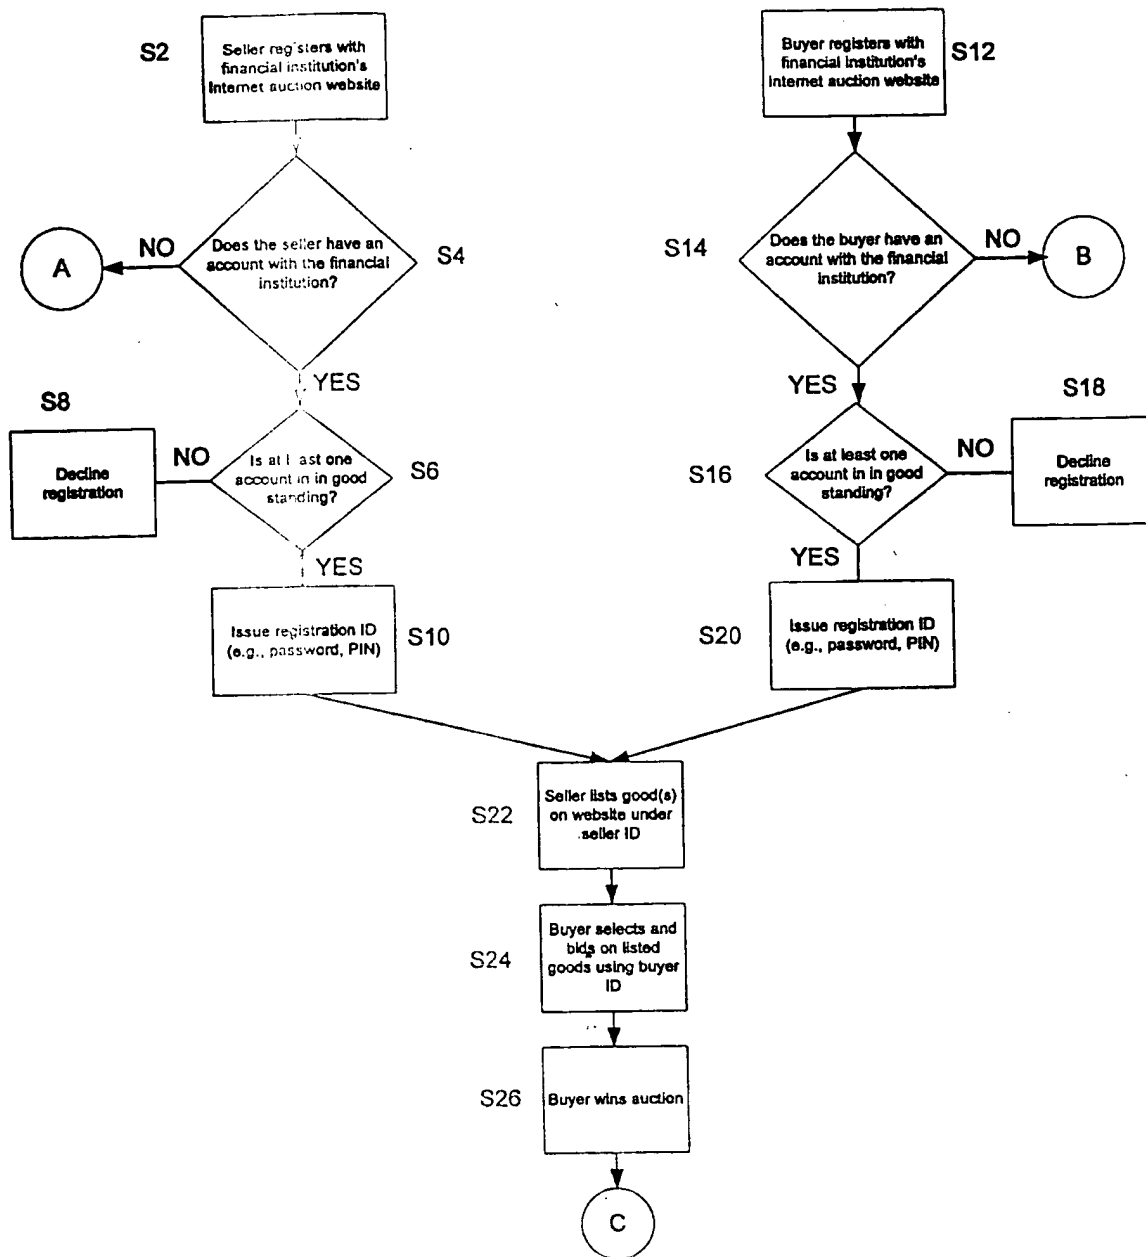 S2
Seller registers with
financial institution's
Internet auction website
Buyer registers with
financial institution's
Internet auction website
S12
A
NO
Does the seller have an
account with the financial
institution?
S4
S14
Does the buyer have an
account with the financial
institution?
NO
B
YES
YES
S8
Decline
registration
NO
Is at least one
account in in good
standing?
S6
S16
Is at least one
account in in good
standing?
NO
S18
Decline
registration
YES
YES
Issue registration ID
(e.g., password, PIN)
S10
S20
Issue registration ID
(e.g., password, PIN)
S22
Seller lists good(s)
on website under
seller ID
S24
Buyer selects and
bids on listed
goods using buyer
ID
S26
Buyer wins auction
C